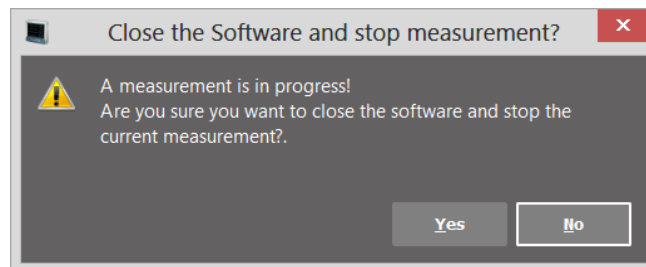 Close the Software and stop measurement?
A measurement is in progress!
Are you sure you want to close the software and stop the
current measurement?.
Yes
No